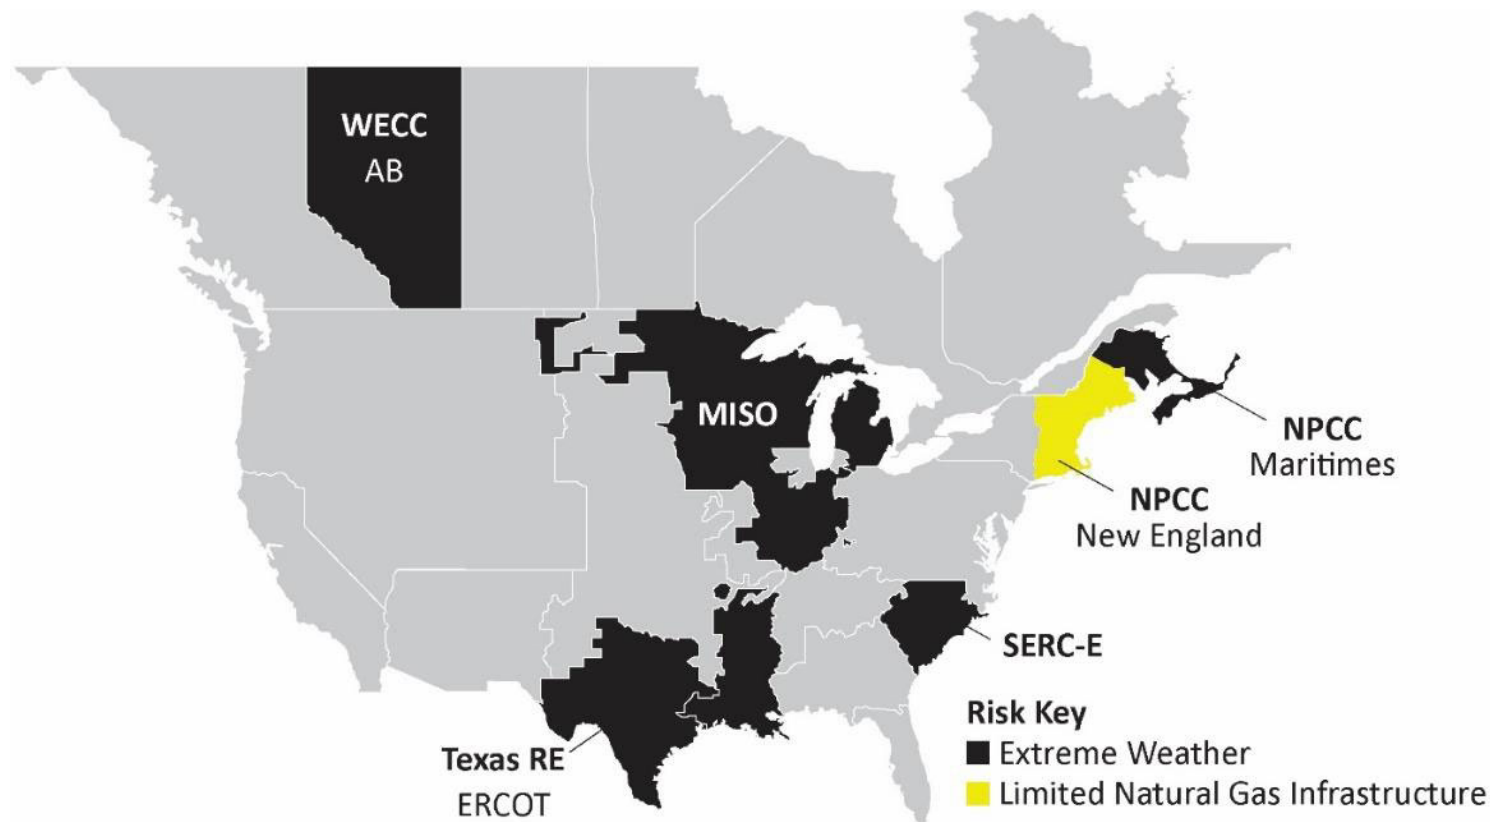 WECC
AB
MISO
NPCC
Maritimes
NPCC
New England
SERC-E
Texas RE
ERCOT
Risk Key
Extreme Weather
Limited Natural Gas Infrastructure